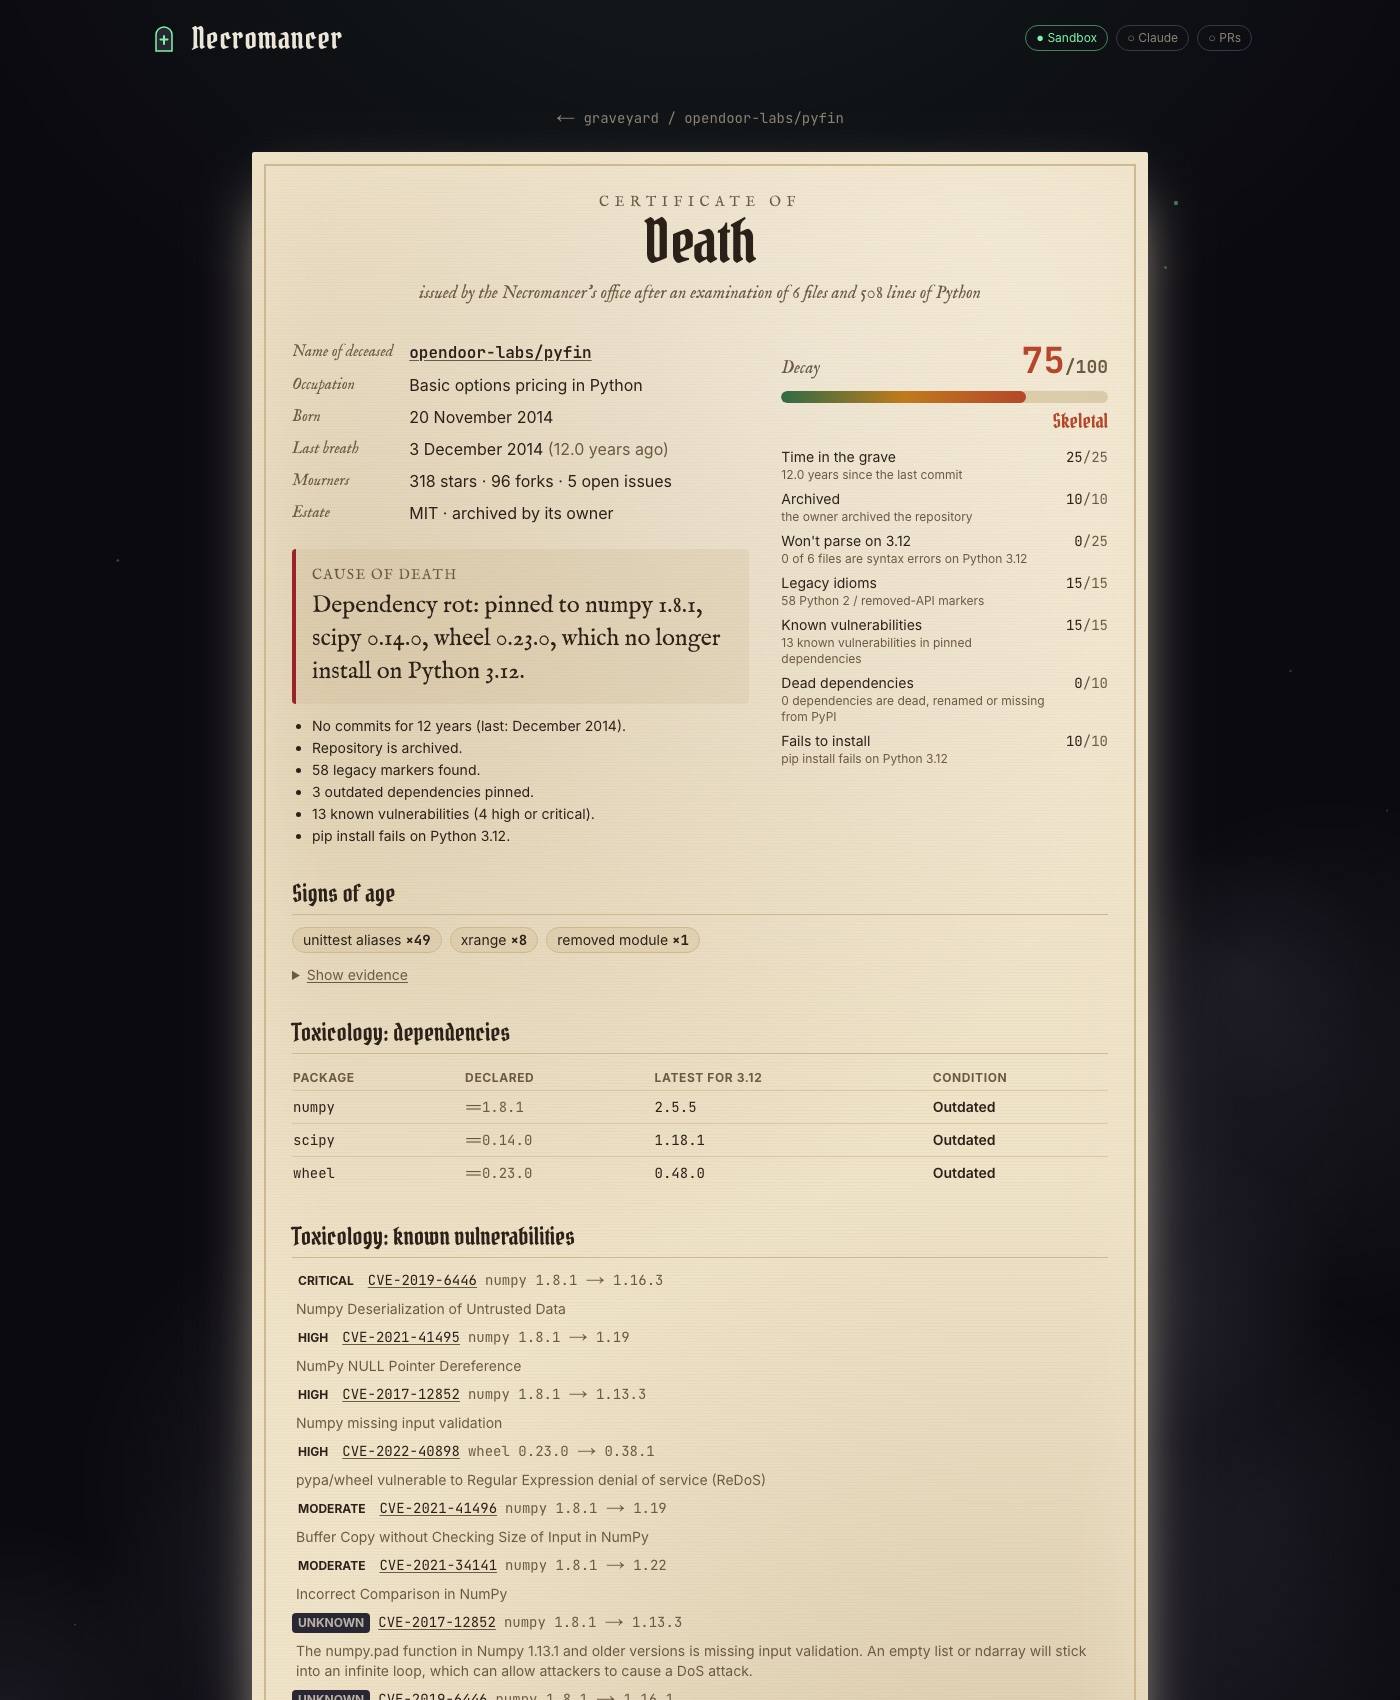 Necromancer
● Sandbox
○ Claude
○ PRs
← graveyard / opendoor-labs/pyfin
CERTIFICATE OF
Death
issued by the Necromancer's office after an examination of 6 files and 508 lines of Python
Name of deceased opendoor-labs/pyfin
Occupation Basic options pricing in Python
Born 20 November 2014
Last breath 3 December 2014 (12.0 years ago)
Mourners 318 stars · 96 forks · 5 open issues
Estate MIT · archived by its owner
CAUSE OF DEATH
Dependency rot: pinned to numpy 1.8.1,
scipy 0.14.0, wheel 0.23.0, which no longer
install on Python 3.12.
• No commits for 12 years (last: December 2014).
• Repository is archived.
• 58 legacy markers found.
• 3 outdated dependencies pinned.
• 13 known vulnerabilities (4 high or critical).
• pip install fails on Python 3.12.
Decay 75/100
Skeletal
Time in the grave 25/25
12.0 years since the last commit
Archived 10/10
the owner archived the repository
Won't parse on 3.12 0/25
0 of 6 files are syntax errors on Python 3.12
Legacy idioms 15/15
58 Python 2 / removed-API markers
Known vulnerabilities 15/15
13 known vulnerabilities in pinned
dependencies
Dead dependencies 0/10
0 dependencies are dead, renamed or missing
from PyPI
Fails to install 10/10
pip install fails on Python 3.12
Signs of age
unittest aliases ×49 xrange ×8 removed module ×1
▶ Show evidence
Toxicology: dependencies
PACKAGE DECLARED LATEST FOR 3.12 CONDITION
numpy ==1.8.1 2.5.5 Outdated
scipy ==0.14.0 1.18.1 Outdated
wheel ==0.23.0 0.48.0 Outdated
Toxicology: known vulnerabilities
CRITICAL CVE-2019-6446 numpy 1.8.1 → 1.16.3
Numpy Deserialization of Untrusted Data
HIGH CVE-2021-41495 numpy 1.8.1 → 1.19
NumPy NULL Pointer Dereference
HIGH CVE-2017-12852 numpy 1.8.1 → 1.13.3
Numpy missing input validation
HIGH CVE-2022-40898 wheel 0.23.0 → 0.38.1
pypa/wheel vulnerable to Regular Expression denial of service (ReDoS)
MODERATE CVE-2021-41496 numpy 1.8.1 → 1.19
Buffer Copy without Checking Size of Input in NumPy
MODERATE CVE-2021-34141 numpy 1.8.1 → 1.22
Incorrect Comparison in NumPy
UNKNOWN CVE-2017-12852 numpy 1.8.1 → 1.13.3
The numpy.pad function in Numpy 1.13.1 and older versions is missing input validation. An empty list or ndarray will stick
into an infinite loop, which can allow attackers to cause a DoS attack.
UNKNOWN CVE-2019-6446 numpy 1.8.1 → 1.16.1